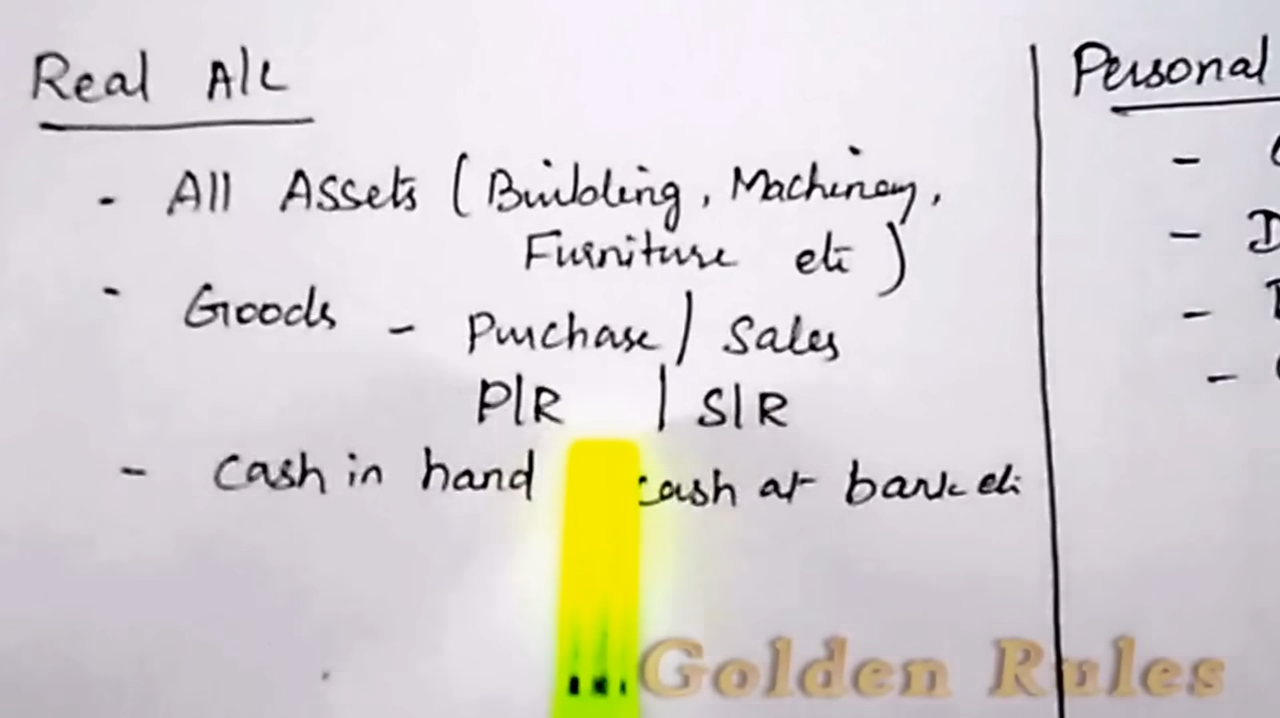 Real A/c
- All Assets (Building, Machinery,
Furniture etc)
- Goods - Purchase / Sales
P/R / S/R
- Cash in hand cash at bank etc
Personal
Golden Rules